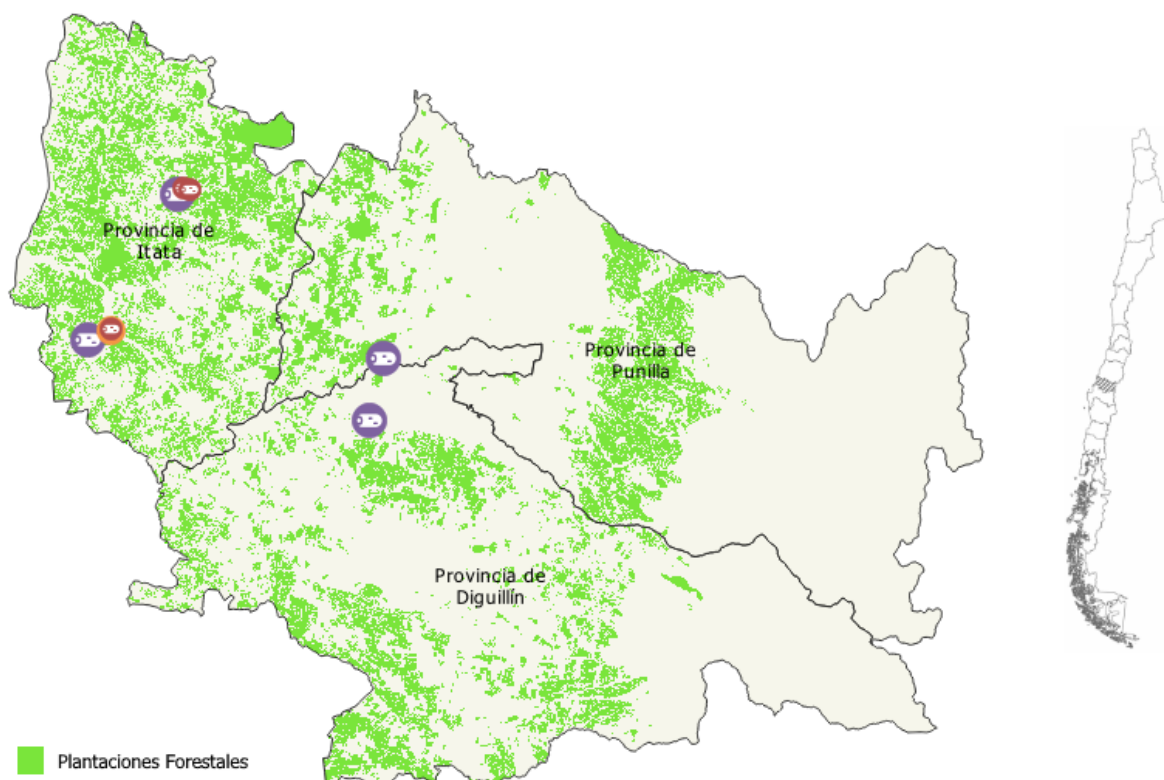 Provincia de
Itata
Provincia de
Punilla
Provincia de
Diguillín
Plantaciones Forestales